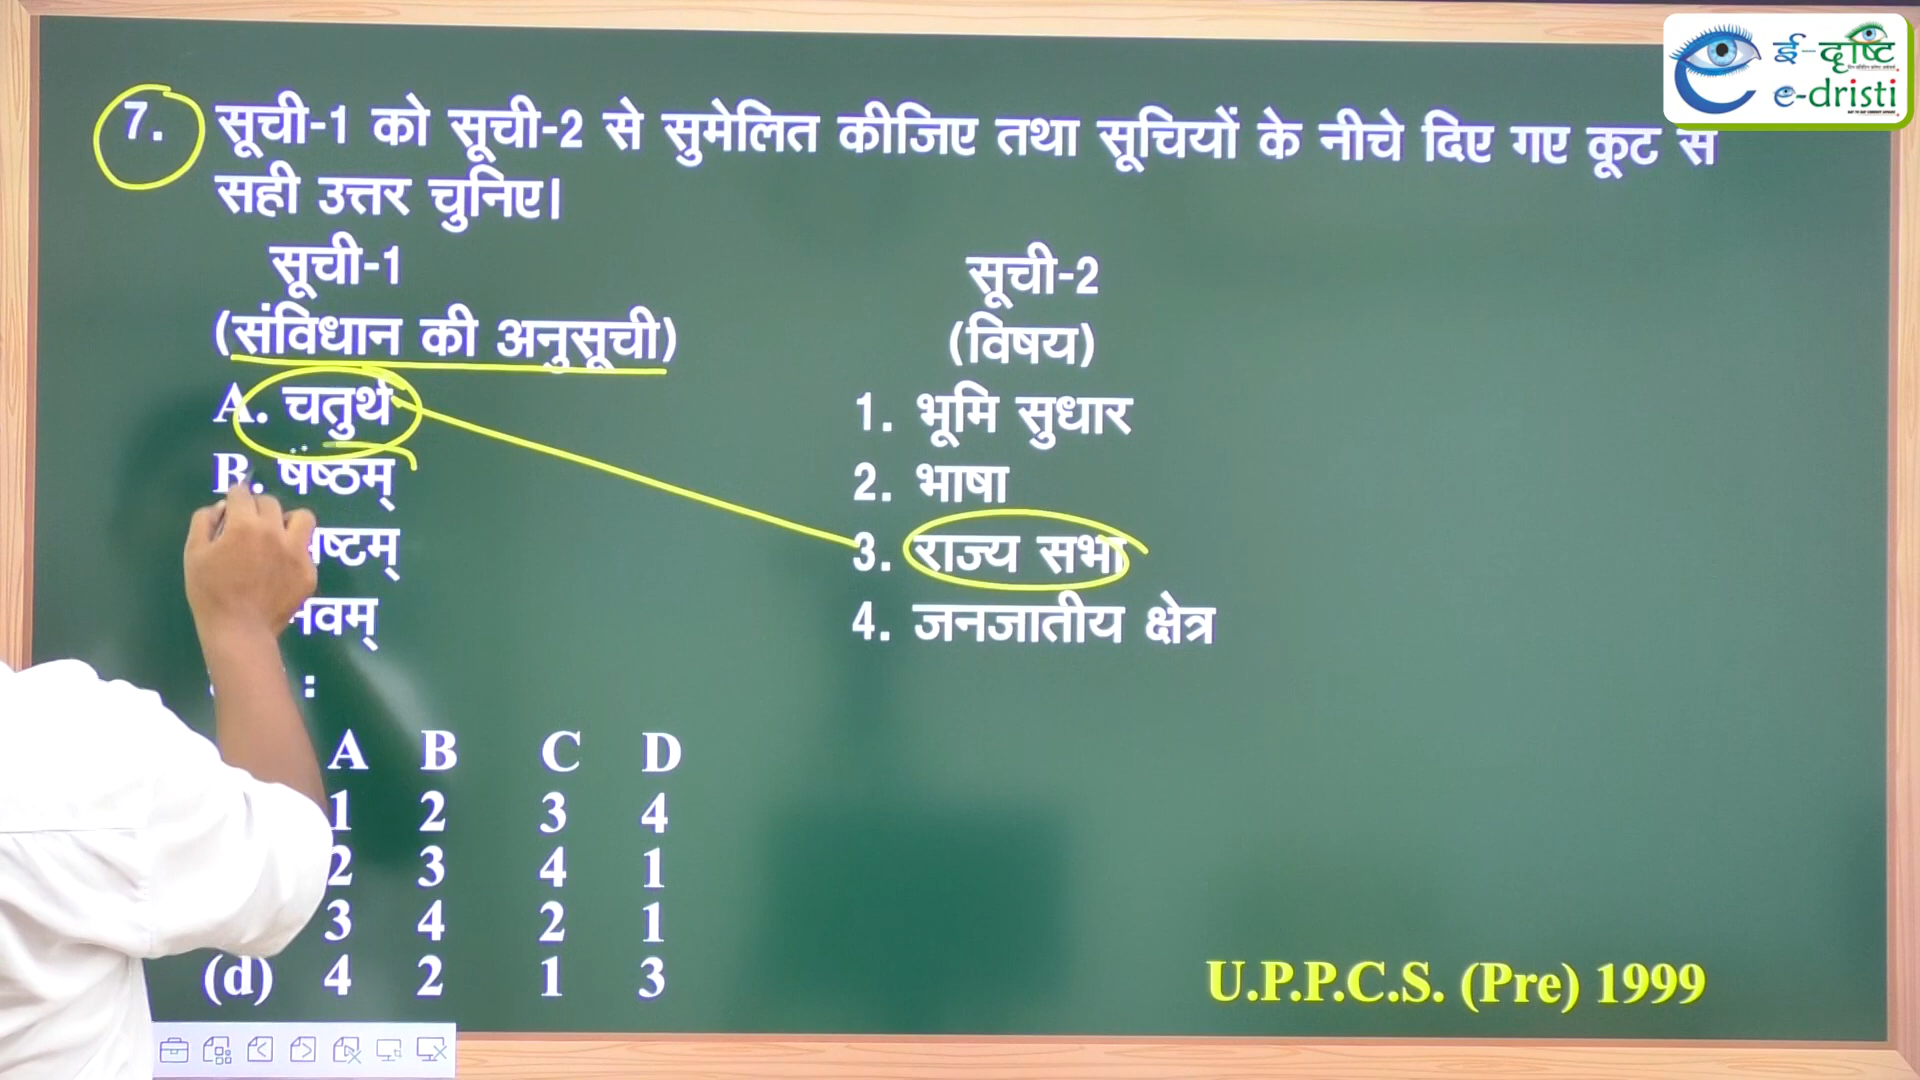 ई-दृष्टि
e-dristi
7. सूची-1 को सूची-2 से सुमेलित कीजिए तथा सूचियों के नीचे दिए गए कूट से
सही उत्तर चुनिए।
सूची-1 सूची-2
(संविधान की अनुसूची) (विषय)
A. चतुर्थ 1. भूमि सुधार
B. षष्ठम् 2. भाषा
3. राज्य सभा
4. जनजातीय क्षेत्र
:
A B C D
1 2 3 4
2 3 4 1
3 4 2 1
(d) 4 2 1 3
U.P.P.C.S. (Pre) 1999